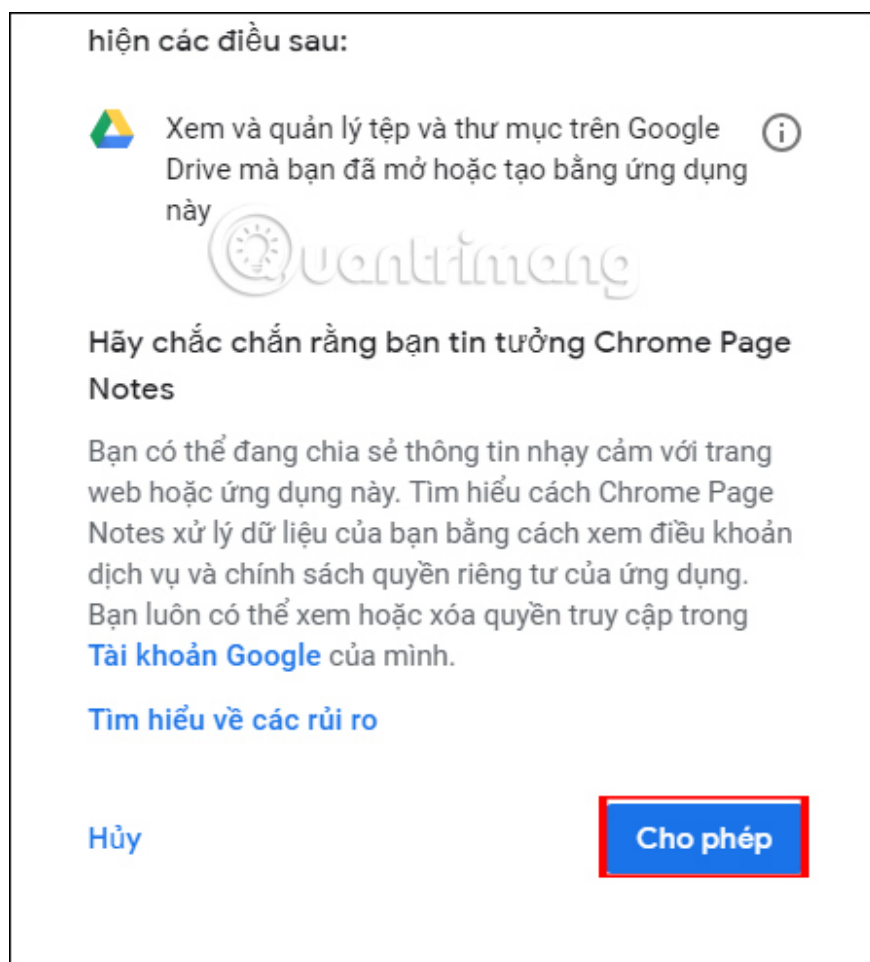 hiện các điều sau:
Xem và quản lý tệp và thư mục trên Google
Drive mà bạn đã mở hoặc tạo bằng ứng dụng
này
Quantrimang
Hãy chắc chắn rằng bạn tin tưởng Chrome Page
Notes
Bạn có thể đang chia sẻ thông tin nhạy cảm với trang
web hoặc ứng dụng này. Tìm hiểu cách Chrome Page
Notes xử lý dữ liệu của bạn bằng cách xem điều khoản
dịch vụ và chính sách quyền riêng tư của ứng dụng.
Bạn luôn có thể xem hoặc xóa quyền truy cập trong
Tài khoản Google của mình.
Tìm hiểu về các rủi ro
Hủy
Cho phép